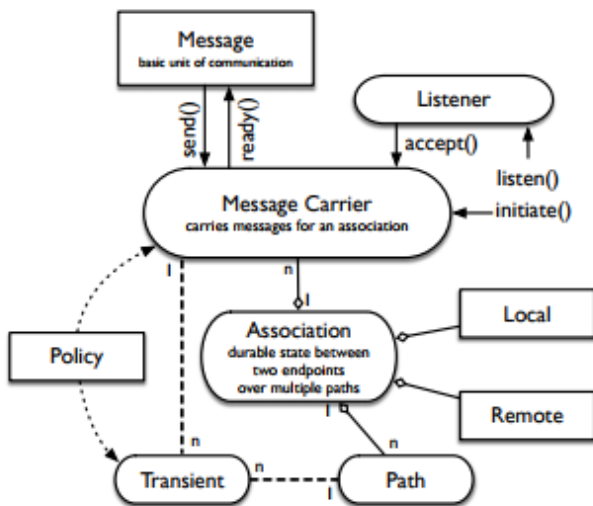 Message
basic unit of communication
send()
ready()
Listener
accept()
listen()
initiate()
Message Carrier
carries messages for an association
1
n
1
Association
durable state between
two endpoints
over multiple paths
Local
Remote
Policy
1
n
n
n
1
Transient
Path